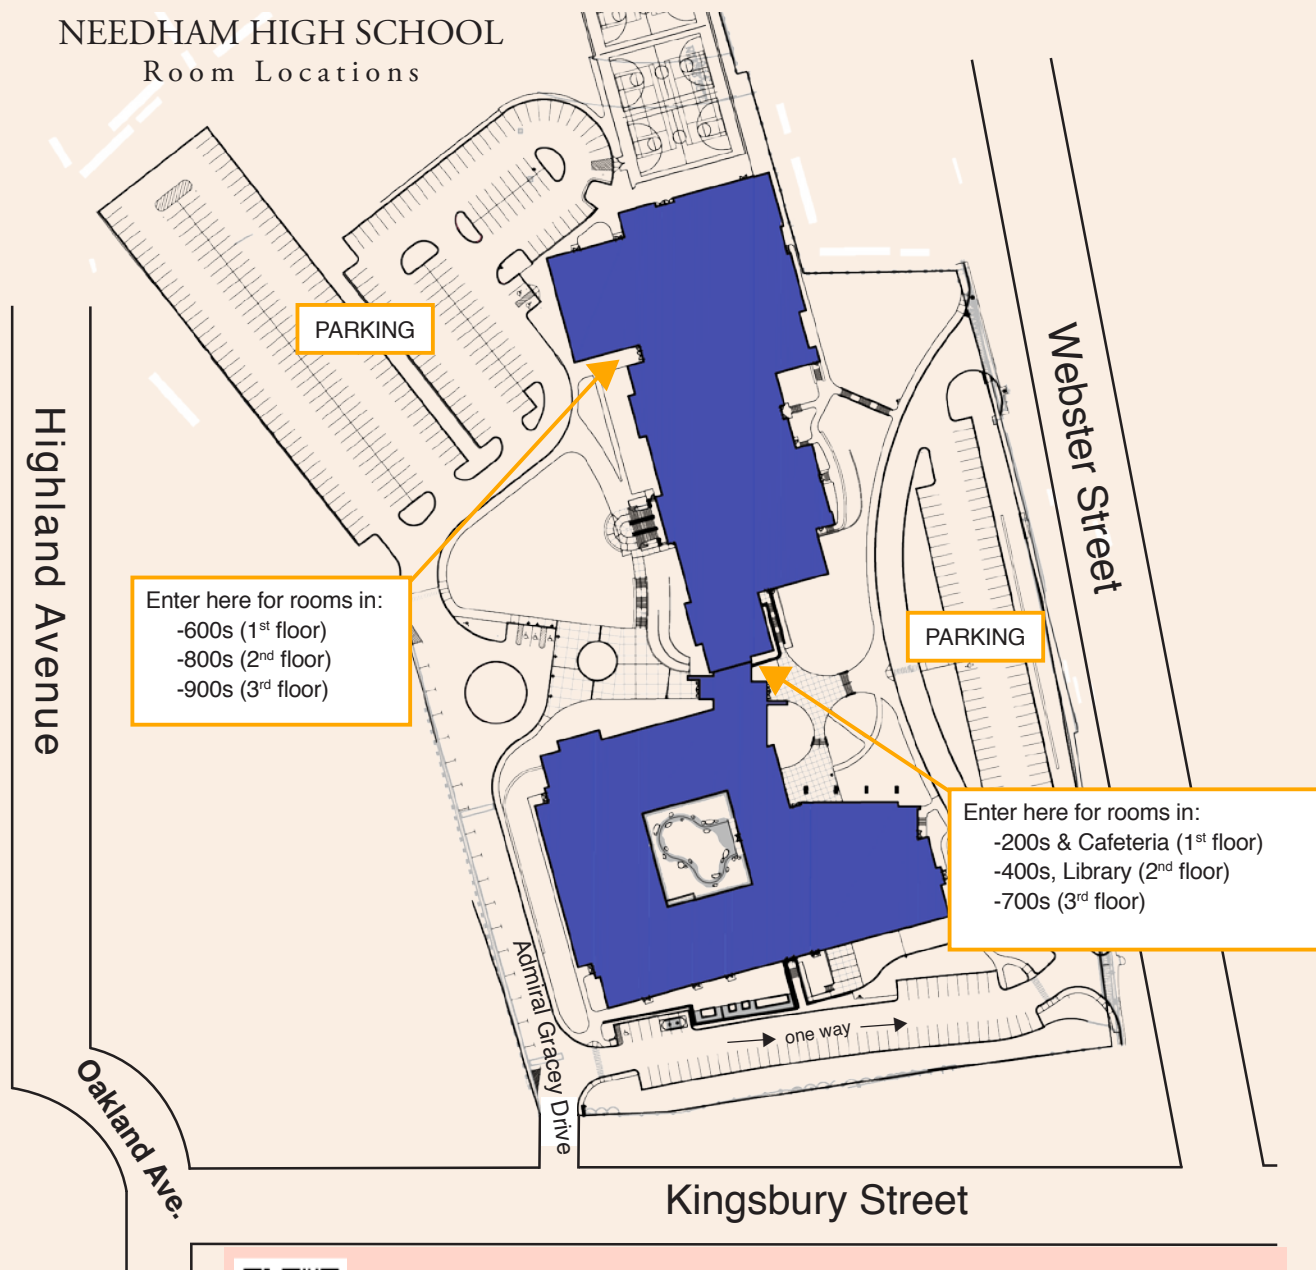 NEEDHAM HIGH SCHOOL
Room Locations
PARKING
Highland Avenue
Webster Street
Enter here for rooms in:
-600s (1st floor)
-800s (2nd floor)
-900s (3rd floor)
PARKING
Enter here for rooms in:
-200s & Cafeteria (1st floor)
-400s, Library (2nd floor)
-700s (3rd floor)
Admiral Gracey Drive
one way
Oakland Ave.
Kingsbury Street